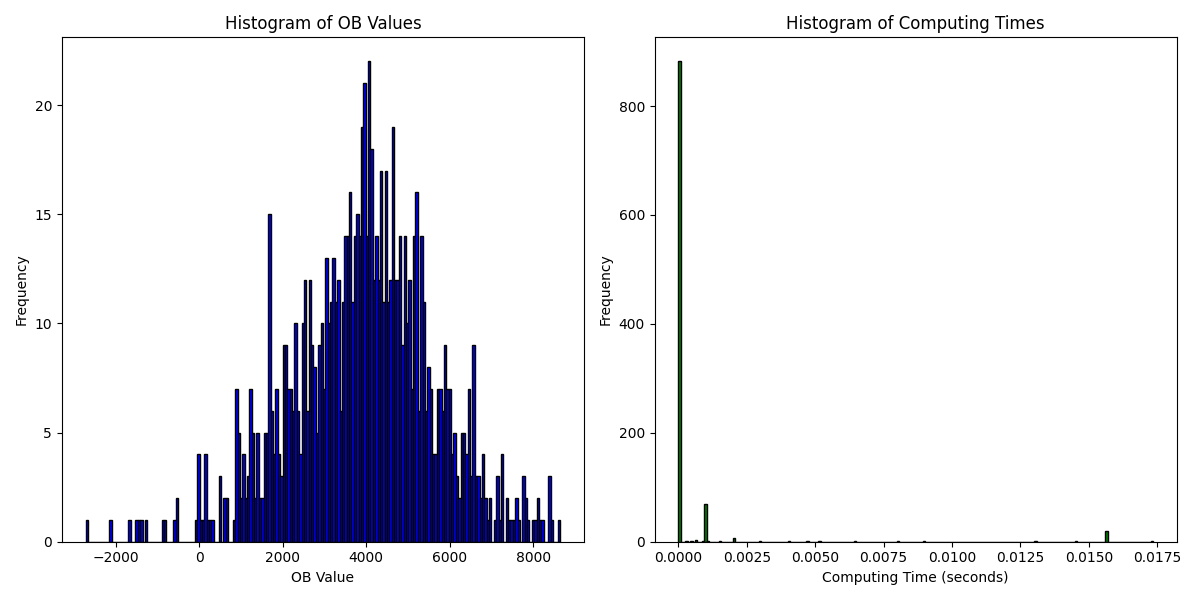 Histogram of OB Values
Frequency
20
15
10
5
0
−2000 0 2000 4000 6000 8000
OB Value
Histogram of Computing Times
Frequency
800
600
400
200
0
0.0000 0.0025 0.0050 0.0075 0.0100 0.0125 0.0150 0.0175
Computing Time (seconds)